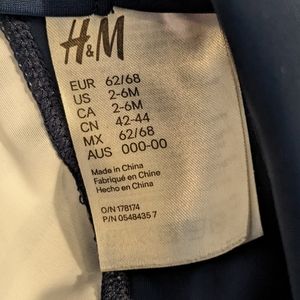 H&M
EUR 62/68
US 2-6M
CA 2-6M
CN 42-44
MX 62/68
AUS 000-00
Made in China
Fabriqué en Chine
Hecho en China
O/N 178174
P/N 0548435 7